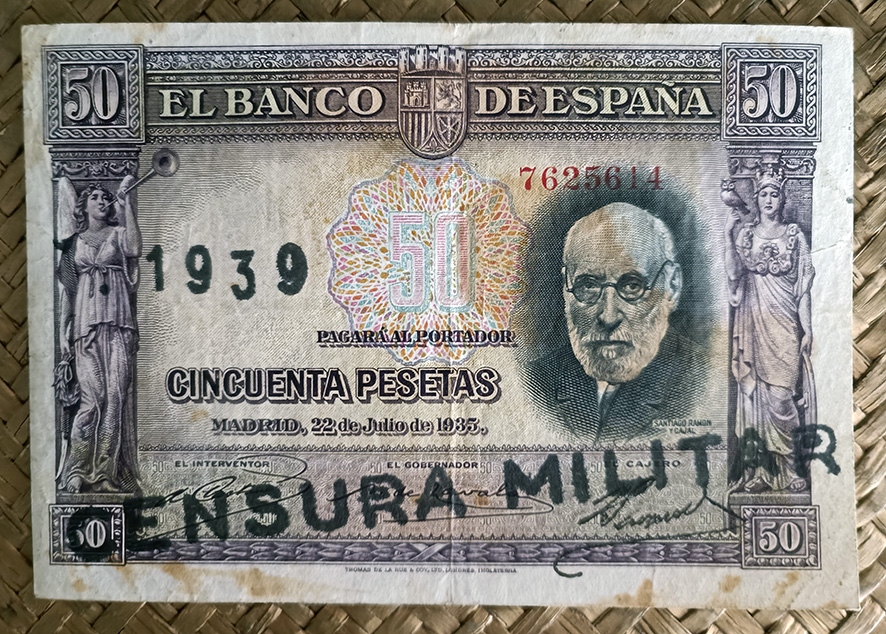 50
EL BANCO DE ESPAÑA
50
7625614
1939
50
PAGARÁ AL PORTADOR
CINCUENTA PESETAS
MADRID, 22 de Julio de 1935.
SANTIAGO RAMON
Y CAJAL
EL INTERVENTOR
EL GOBERNADOR
EL CAJERO
CENSURA MILITAR
50
50
THOMAS DE LA RUE & COY, LTD, LONDRES, INGLATERRA